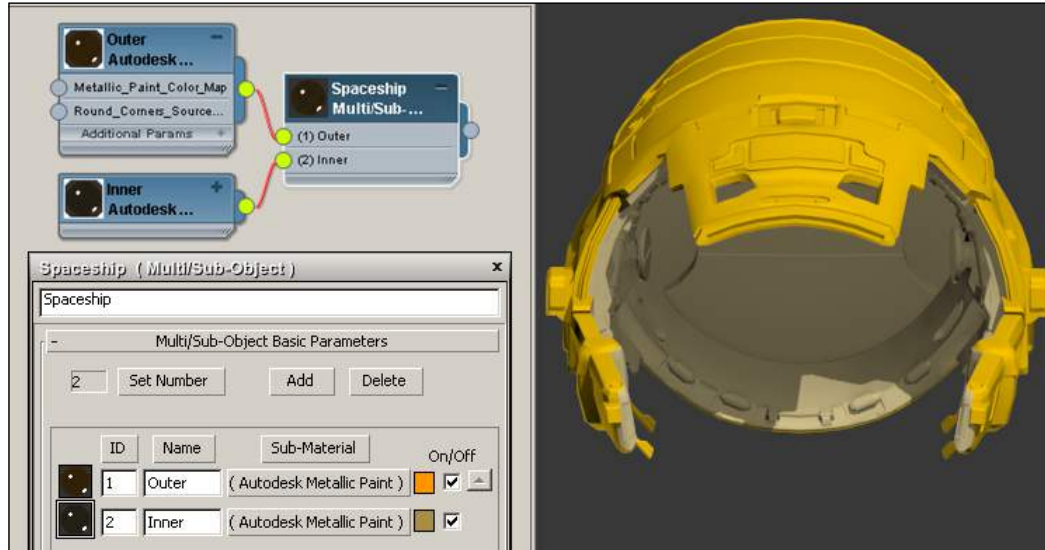 Outer
Autodesk ...
Metallic_Paint_Color_Map
Round_Corners_Source...
Additional Params +
Spaceship
Multi/Sub-...
(1) Outer
(2) Inner
Inner
Autodesk ...
Spaceship ( Multi/Sub-Object ) x
Spaceship
- Multi/Sub-Object Basic Parameters
2 Set Number Add Delete
ID Name Sub-Material On/Off
1 Outer ( Autodesk Metallic Paint )
2 Inner ( Autodesk Metallic Paint )